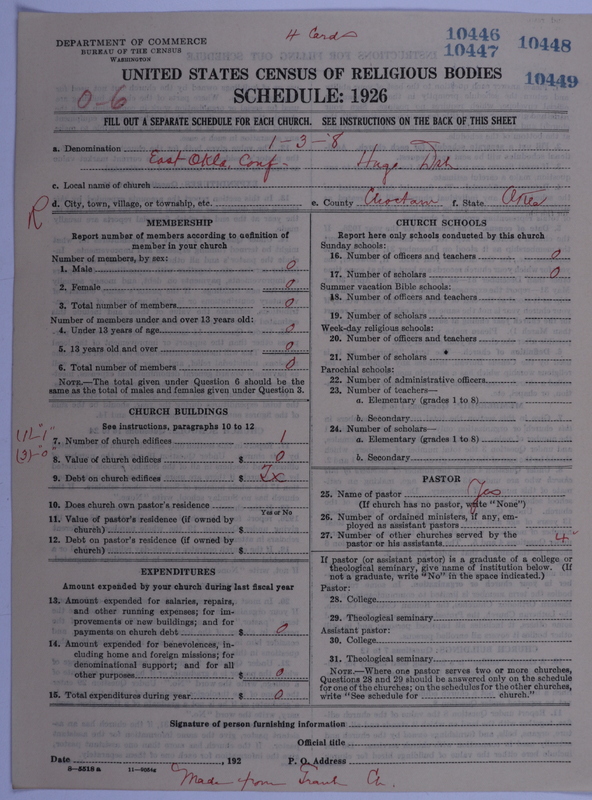 4 Cards
10446
10447
10448
10449
DEPARTMENT OF COMMERCE
BUREAU OF THE CENSUS
WASHINGTON
UNITED STATES CENSUS OF RELIGIOUS BODIES
0-6
SCHEDULE: 1926
FILL OUT A SEPARATE SCHEDULE FOR EACH CHURCH. SEE INSTRUCTIONS ON THE BACK OF THIS SHEET
a. Denomination 1-3-8
East Okla. Conf- Hugo Dist
c. Local name of church
R
d. City, town, village, or township, etc. e. County Choctaw f. State Okla
MEMBERSHIP
Report number of members according to definition of
member in your church
Number of members, by sex:
1. Male 0
2. Female 0
3. Total number of members 0
Number of members under and over 13 years old:
4. Under 13 years of age 0
5. 13 years old and over 0
6. Total number of members 0
NOTE.—The total given under Question 6 should be the
same as the total of males and females given under Question 3.
CHURCH BUILDINGS
See instructions, paragraphs 10 to 12
7. Number of church edifices 1
8. Value of church edifices $ 0
9. Debt on church edifices $
10. Does church own pastor's residence
Yes or No
11. Value of pastor's residence (if owned by
church) $
12. Debt on pastor's residence (if owned by
church) $
EXPENDITURES
Amount expended by your church during last fiscal year
13. Amount expended for salaries, repairs,
and other running expenses; for im-
provements or new buildings; and for
payments on church debt $ 0
14. Amount expended for benevolences, in-
cluding home and foreign missions; for
denominational support; and for all
other purposes $ 0
15. Total expenditures during year $ 0
CHURCH SCHOOLS
Report here only schools conducted by this church
Sunday schools:
16. Number of officers and teachers 0
17. Number of scholars 0
Summer vacation Bible schools:
18. Number of officers and teachers
19. Number of scholars
Week-day religious schools:
20. Number of officers and teachers
21. Number of scholars
Parochial schools:
22. Number of administrative officers
23. Number of teachers—
a. Elementary (grades 1 to 8)
b. Secondary
24. Number of scholars—
a. Elementary (grades 1 to 8)
b. Secondary
PASTOR
25. Name of pastor Yes
(If church has no pastor, write "None")
26. Number of ordained ministers, if any, em-
ployed as assistant pastors
27. Number of other churches served by the
pastor or his assistants "4"
If pastor (or assistant pastor) is a graduate of a college or
theological seminary, give name of institution below. (If
not a graduate, write "No" in the space indicated.)
Pastor:
28. College
29. Theological seminary
Assistant pastor:
30. College
31. Theological seminary
NOTE.—Where one pastor serves two or more churches,
Questions 28 and 29 should be answered only on the schedule
for one of the churches; on the schedules for the other churches,
write "See schedule for church."
Signature of person furnishing information
Official title
Date , 192 P. O. Address
8—5518 a
Made from Trank Ch.